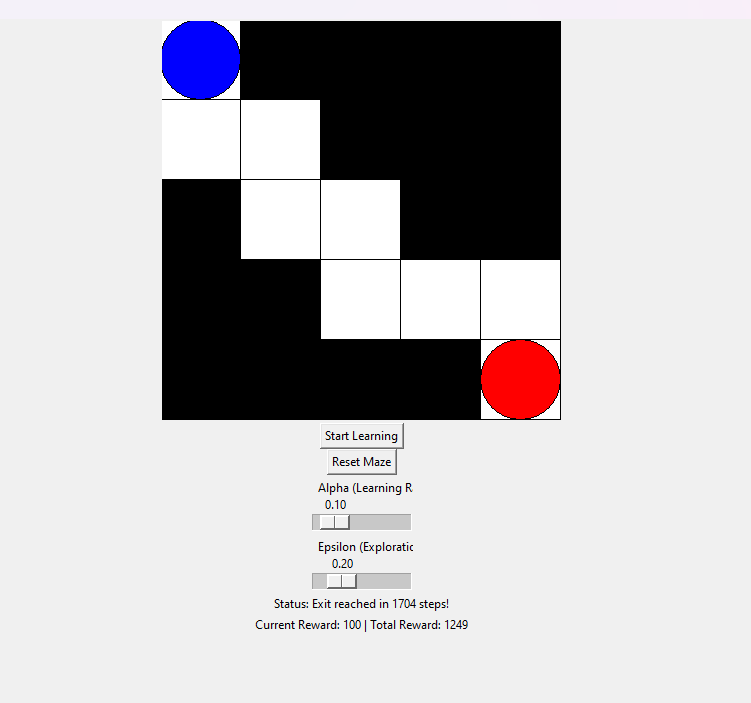 Start Learning
Reset Maze
Alpha (Learning R
0.10
Epsilon (Exploratic
0.20
Status: Exit reached in 1704 steps!
Current Reward: 100 | Total Reward: 1249